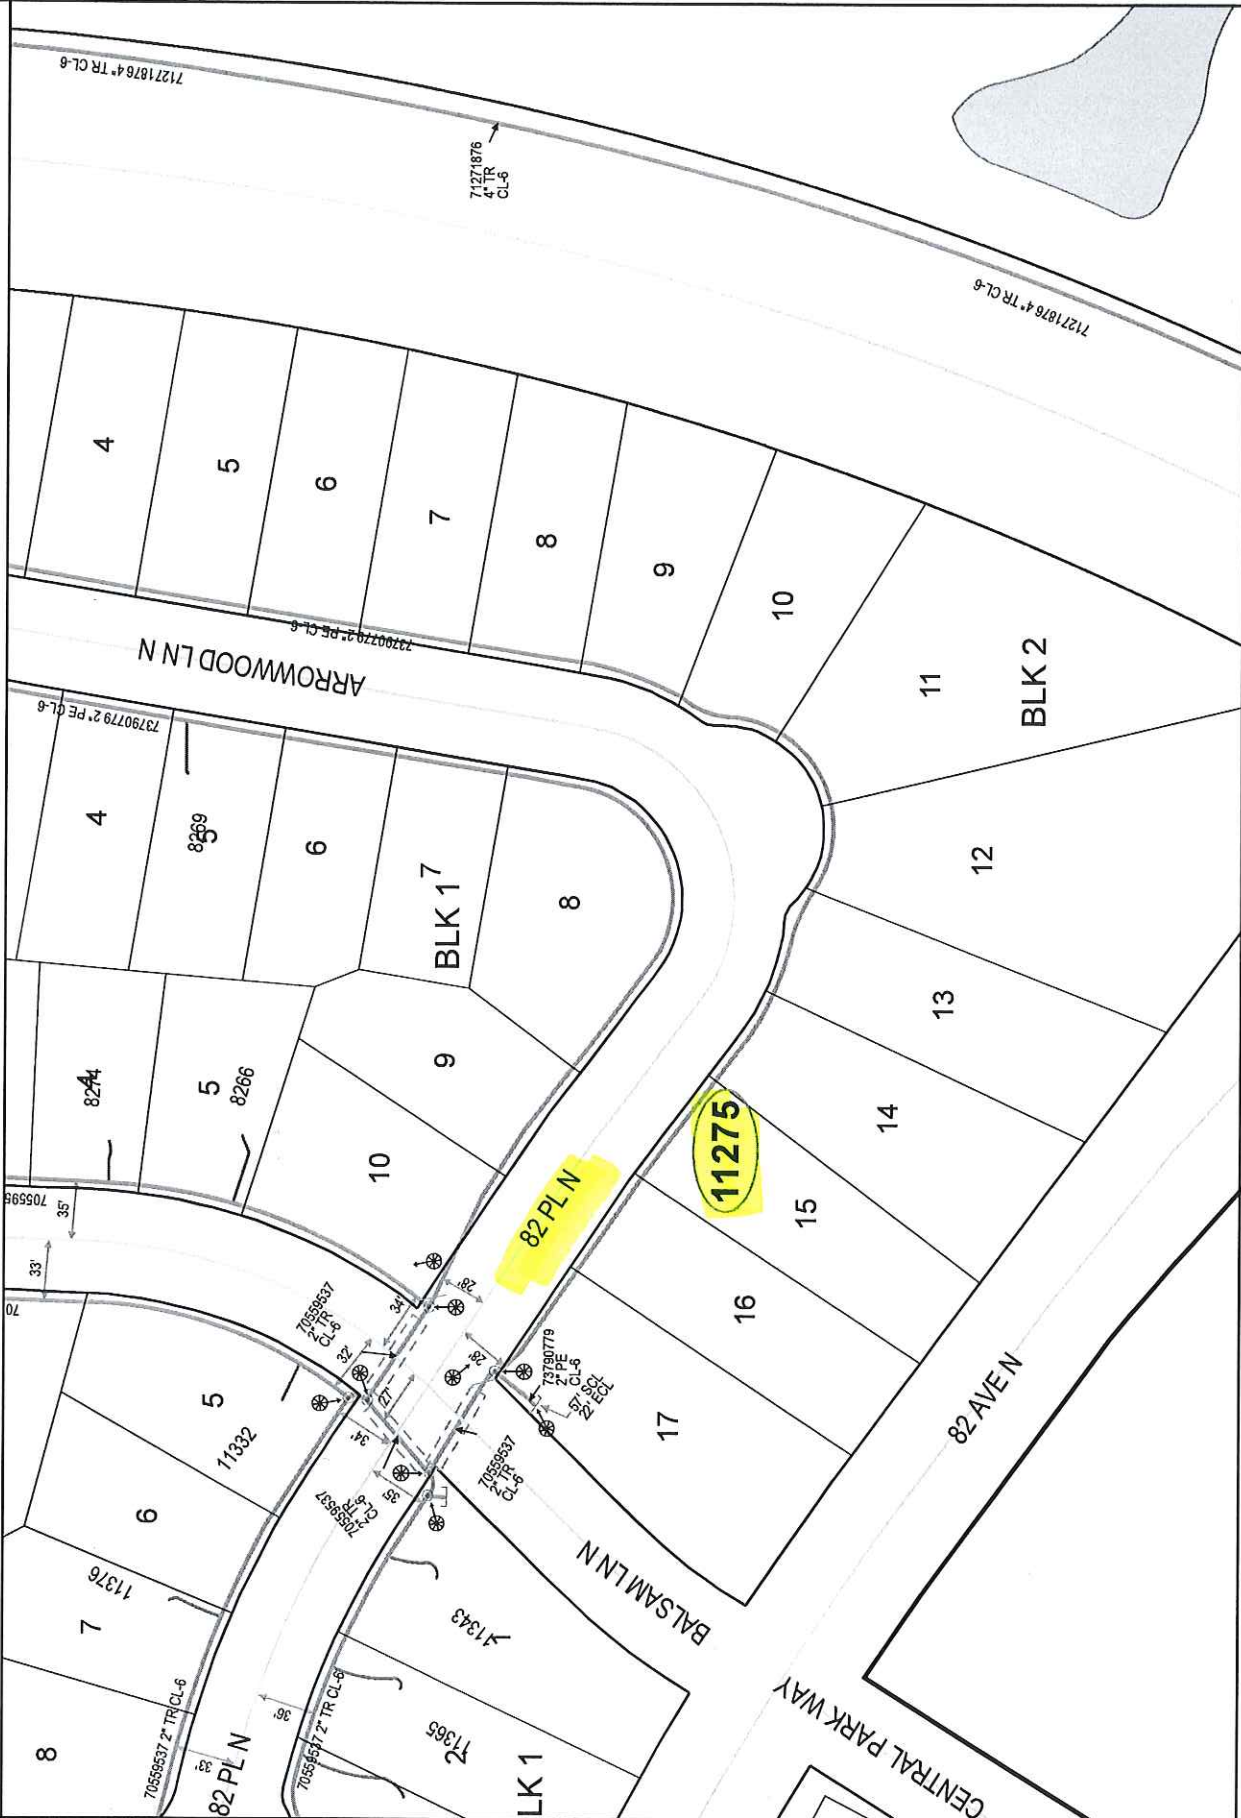 71271876 4" TR CL-6
71271876
4" TR
CL-6
71271876 4" TR CL-6
4
5
6
7
8
9
10
11
BLK 2
12
13
14
15
16
17
ARROWWOOD LN N
73790779 2" PE CL-6
73790779 2" PE CL-6
4
5
8269
6
7
BLK 1
8
9
10
4
8274
5
8266
705595
35'
33'
70
70559537
2" TR
CL-6
34'
32'
28'
82 PL N
11275
28'
27'
34'
35'
73790779
2" PE
CL-6
57' SCL
22' ECL
70559537
2" TR
CL-6
70559537
2" TR
CL-6
5
11332
6
11376
7
8
70559537 2" TR CL-6
33'
82 PL N
36'
70559537 2" TR CL-6
11343
11365
2
LK 1
BALSAM LN N
82 AVE N
CENTRAL PARK WAY